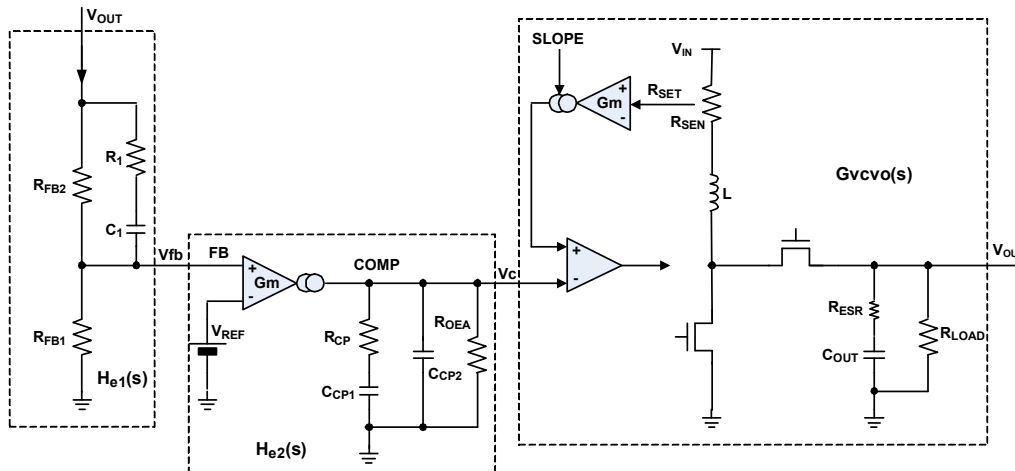 VOUT
R1
RFB2
C1
Vfb
RFB1
He1(s)
FB
Gm
+
-
VREF
COMP
Vc
RCP
CCP1
CCP2
ROEA
He2(s)
SLOPE
Gm
+
-
RSET
VIN
RSEN
L
Gvcvo(s)
+
-
RESR
COUT
RLOAD
VOU